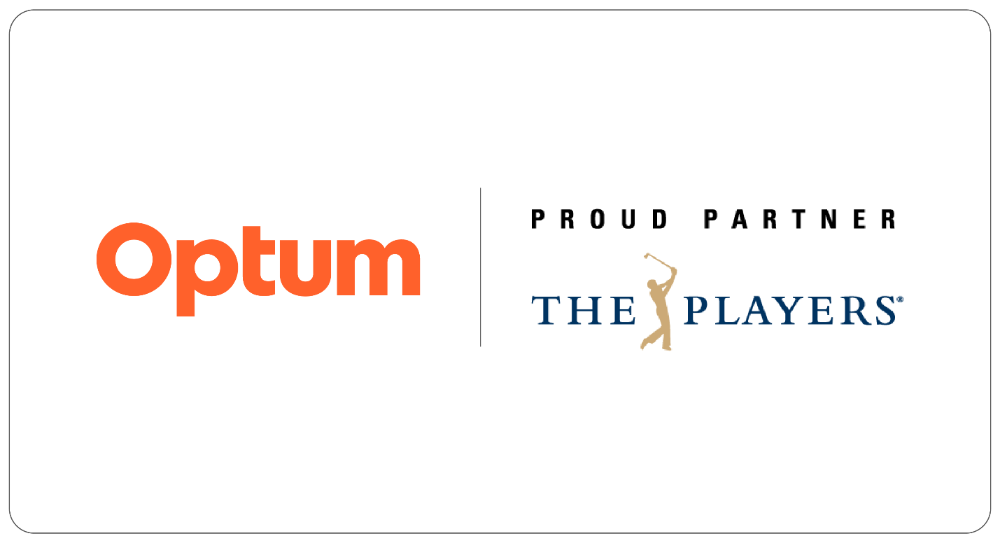 Optum
PROUD PARTNER
THE PLAYERS®